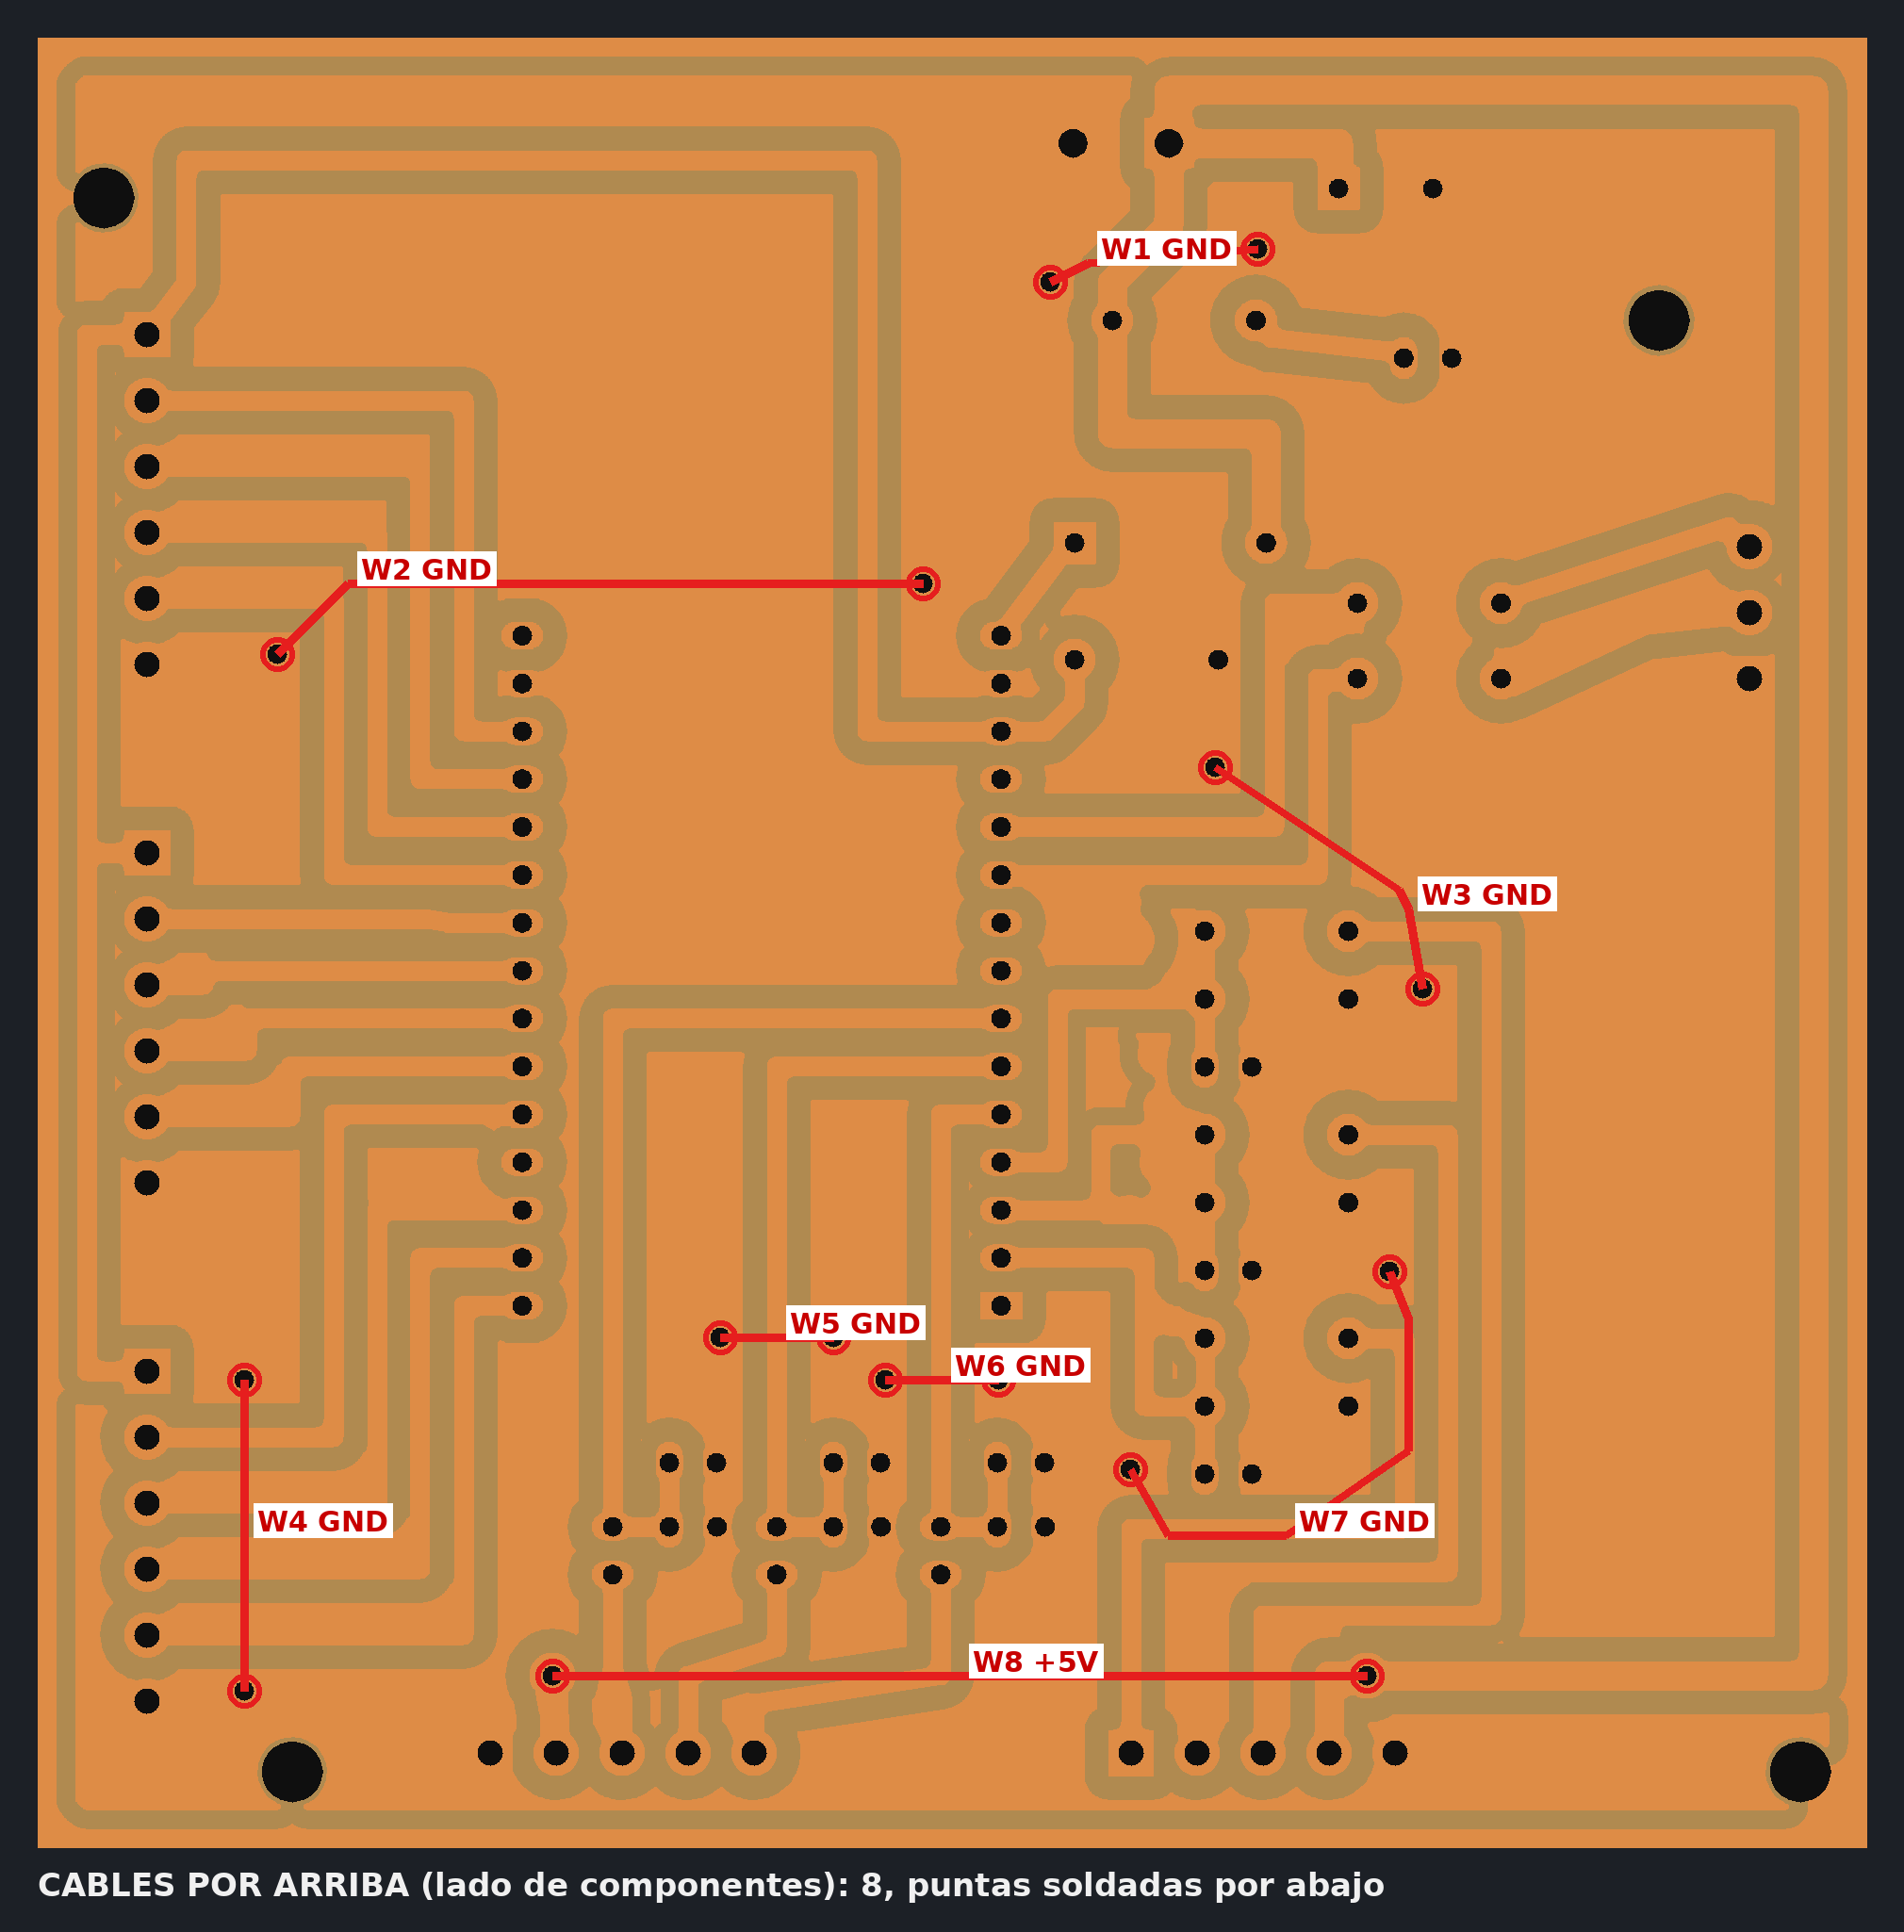 W1 GND
W2 GND
W3 GND
W5 GND
W6 GND
W4 GND
W7 GND
W8 +5V
CABLES POR ARRIBA (lado de componentes): 8, puntas soldadas por abajo